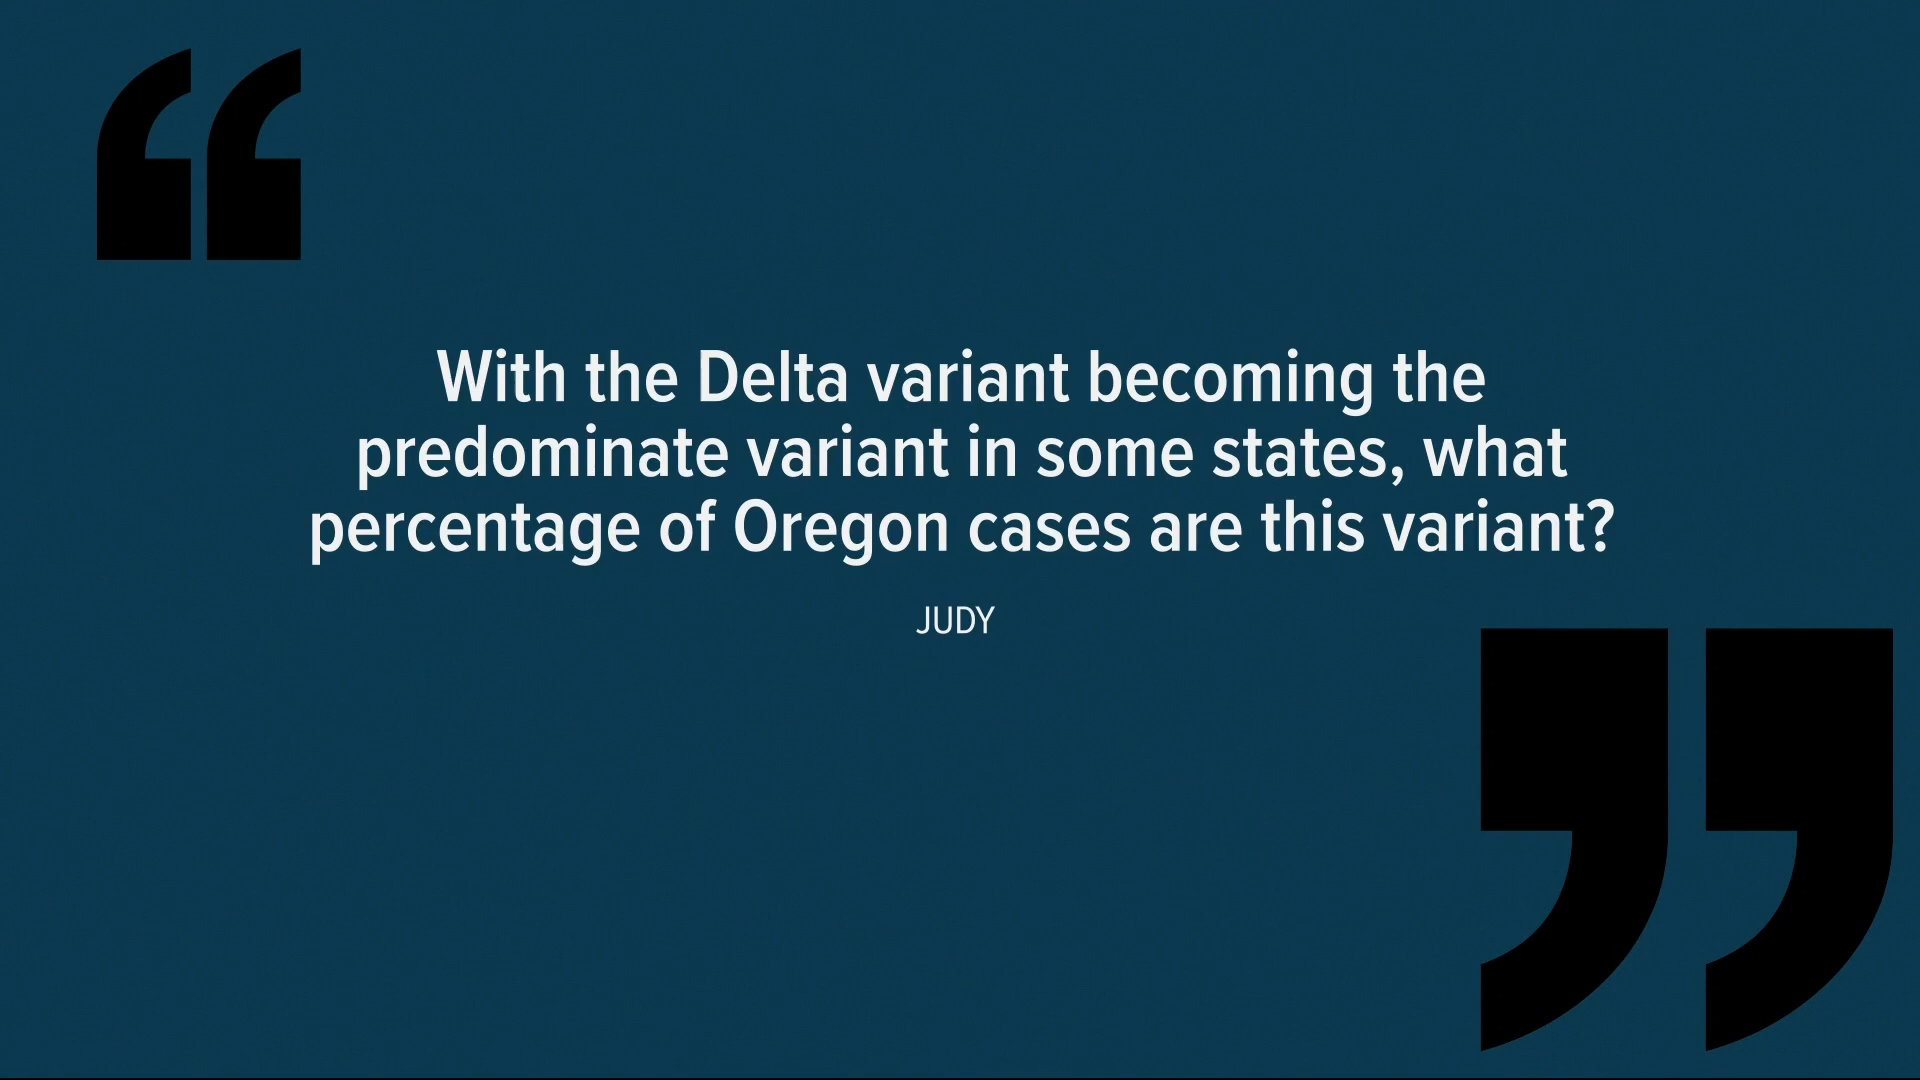 With the Delta variant becoming the
predominate variant in some states, what
percentage of Oregon cases are this variant?
JUDY